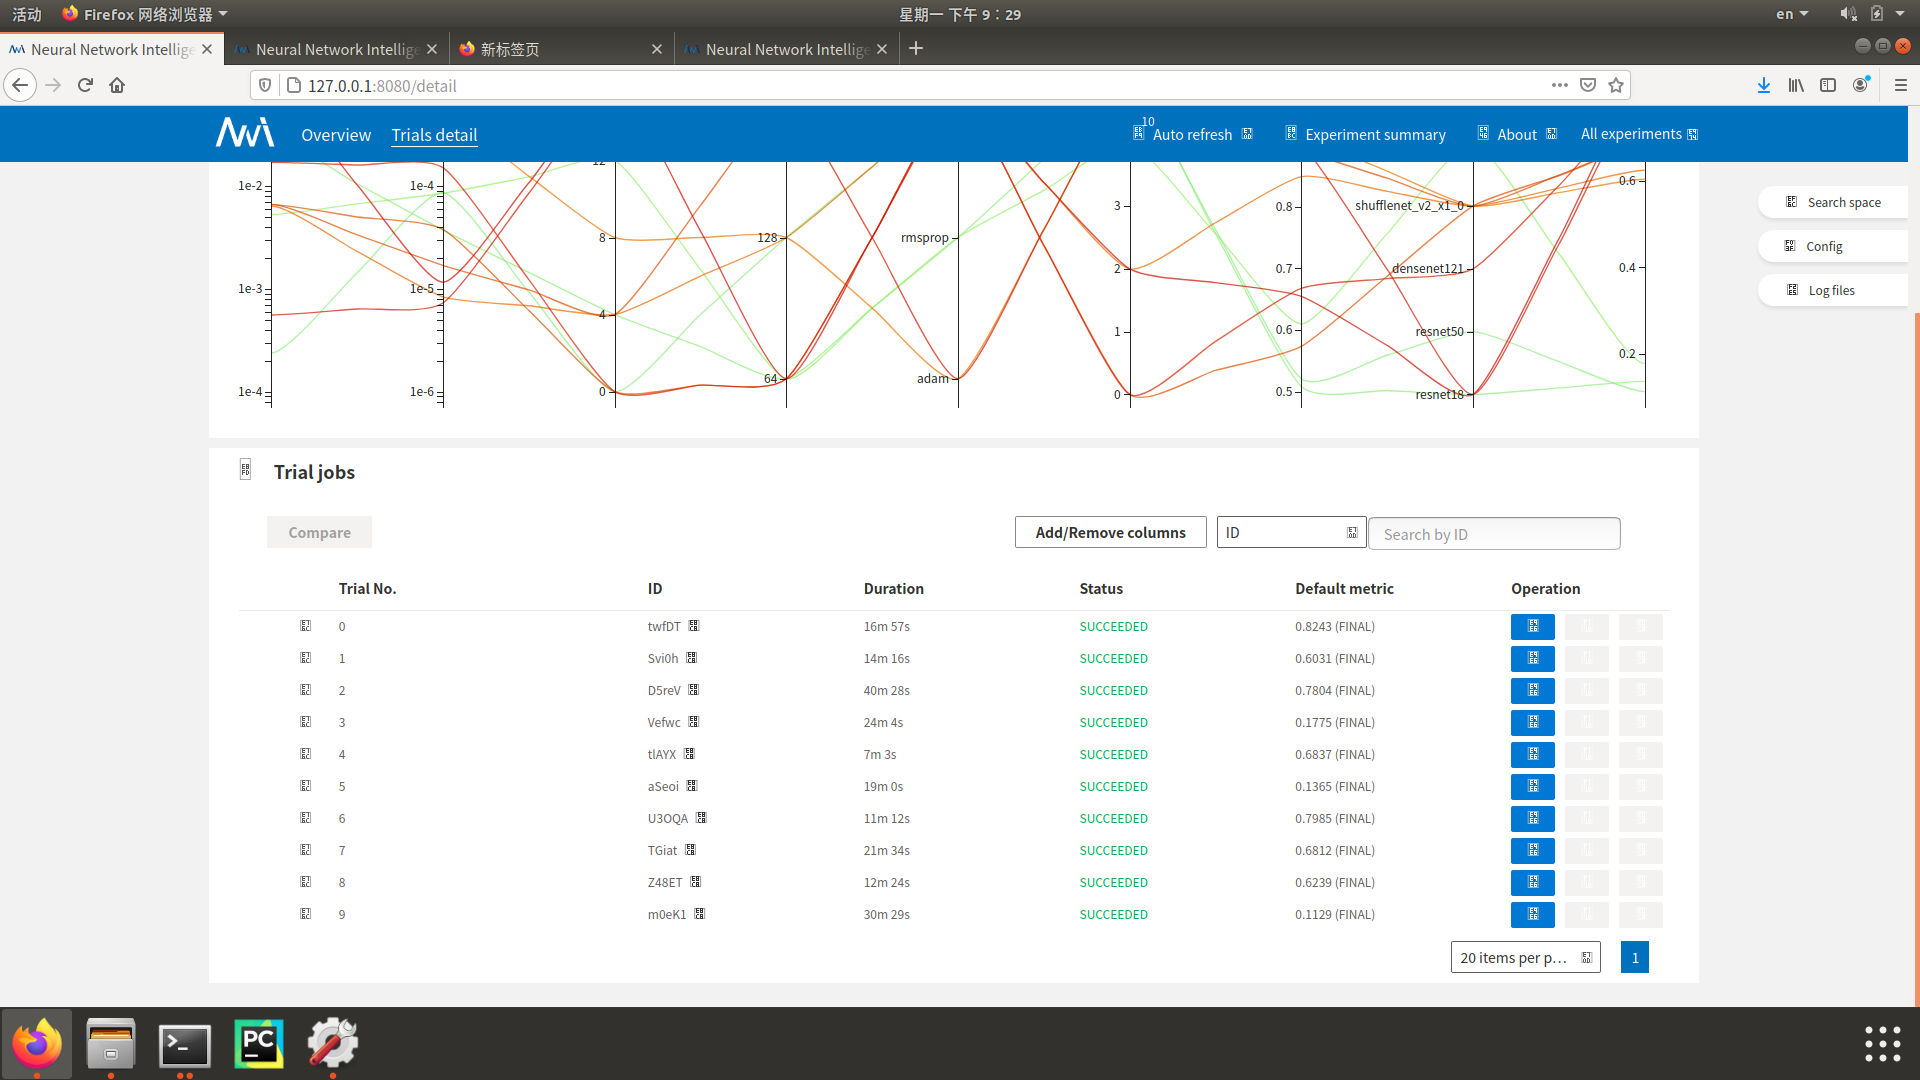 活动 Firefox 网络浏览器 星期一 下午 9：29 en
Neural Network Intellige Neural Network Intellige 新标签页 Neural Network Intellige
127.0.0.1:8080/detail
Overview Trials detail 10 Auto refresh Experiment summary About All experiments
12
1e-2 1e-4 0.6
Search space
3 0.8 shufflenet_v2_x1_0
8 128 rmsprop
Config
2 0.7 densenet121 0.4
1e-3 1e-5
Log files
4
1 0.6 resnet50
0.2
64 adam
1e-4 1e-6 0 0 0.5 resnet18
Trial jobs
Compare Add/Remove columns ID Search by ID
Trial No. ID Duration Status Default metric Operation
0 twfDT 16m 57s SUCCEEDED 0.8243 (FINAL)
1 Svi0h 14m 16s SUCCEEDED 0.6031 (FINAL)
2 D5reV 40m 28s SUCCEEDED 0.7804 (FINAL)
3 Vefwc 24m 4s SUCCEEDED 0.1775 (FINAL)
4 tlAYX 7m 3s SUCCEEDED 0.6837 (FINAL)
5 aSeoi 19m 0s SUCCEEDED 0.1365 (FINAL)
6 U3OQA 11m 12s SUCCEEDED 0.7985 (FINAL)
7 TGiat 21m 34s SUCCEEDED 0.6812 (FINAL)
8 Z48ET 12m 24s SUCCEEDED 0.6239 (FINAL)
9 m0eK1 30m 29s SUCCEEDED 0.1129 (FINAL)
20 items per p… 1
PC